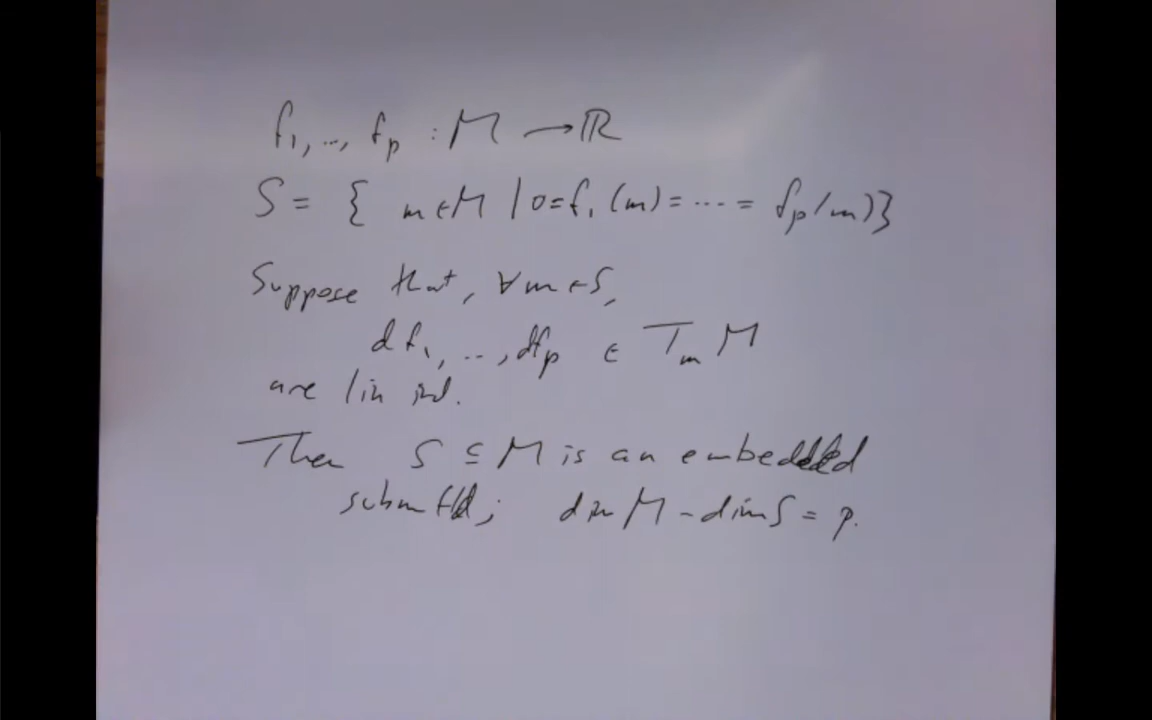 f₁, ..., fₚ : M → ℝ
S = { m ∈ M | 0 = f₁(m) = ··· = fₚ(m)}
Suppose that, ∀m ∈ S,
df₁, ..., dfₚ ∈ TₘM
are lin ind.
Then S ⊆ M is an embedded
submfld; dim M - dim S = p.